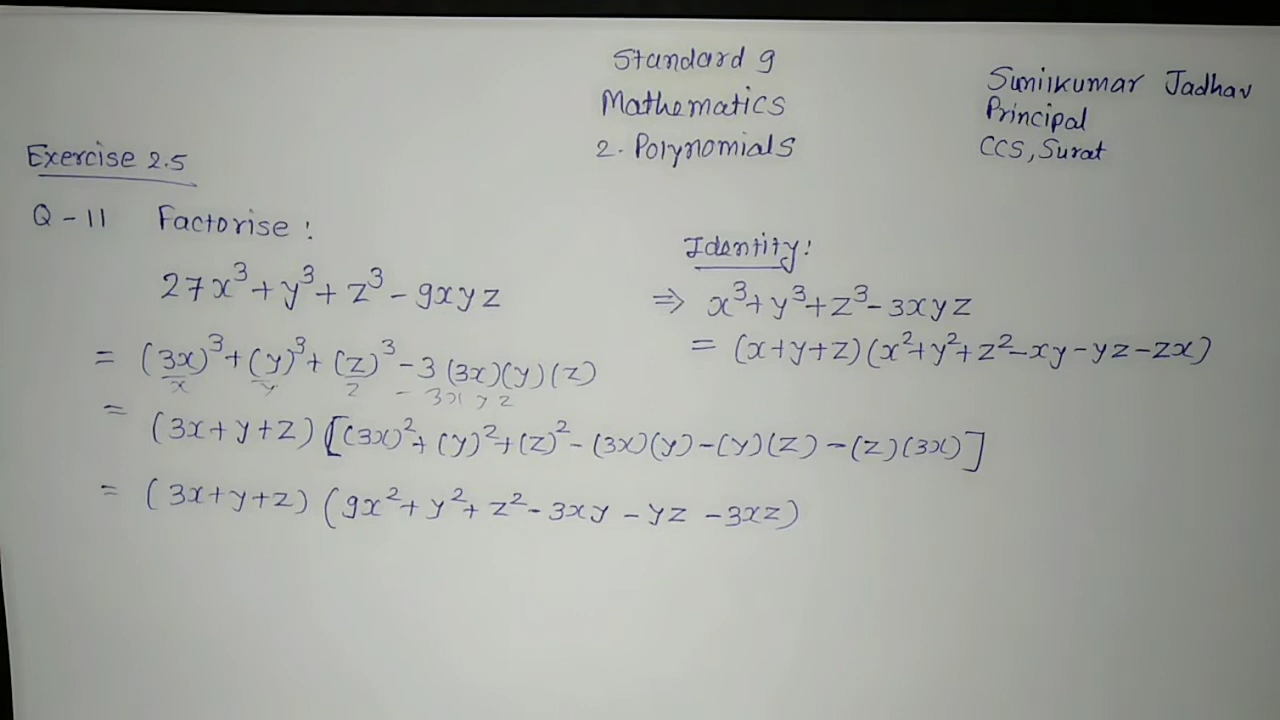 Standard 9
Mathematics
2. Polynomials
Sunilkumar Jadhav
Principal
CCS, Surat
Exercise 2.5
Q - 11 Factorise :
27x³ + y³ + z³ - 9xyz
= (3x)³ + (y)³ + (z)³ - 3 (3x)(y)(z)
x y z - 3x y z
= (3x+y+z) [(3x)² + (y)² + (z)² - (3x)(y) - (y)(z) - (z)(3x)]
= (3x+y+z) (9x² + y² + z² - 3xy - yz - 3xz)
Identity:
⇒ x³ + y³ + z³ - 3xyz
= (x+y+z)(x² + y² + z² - xy - yz - zx)